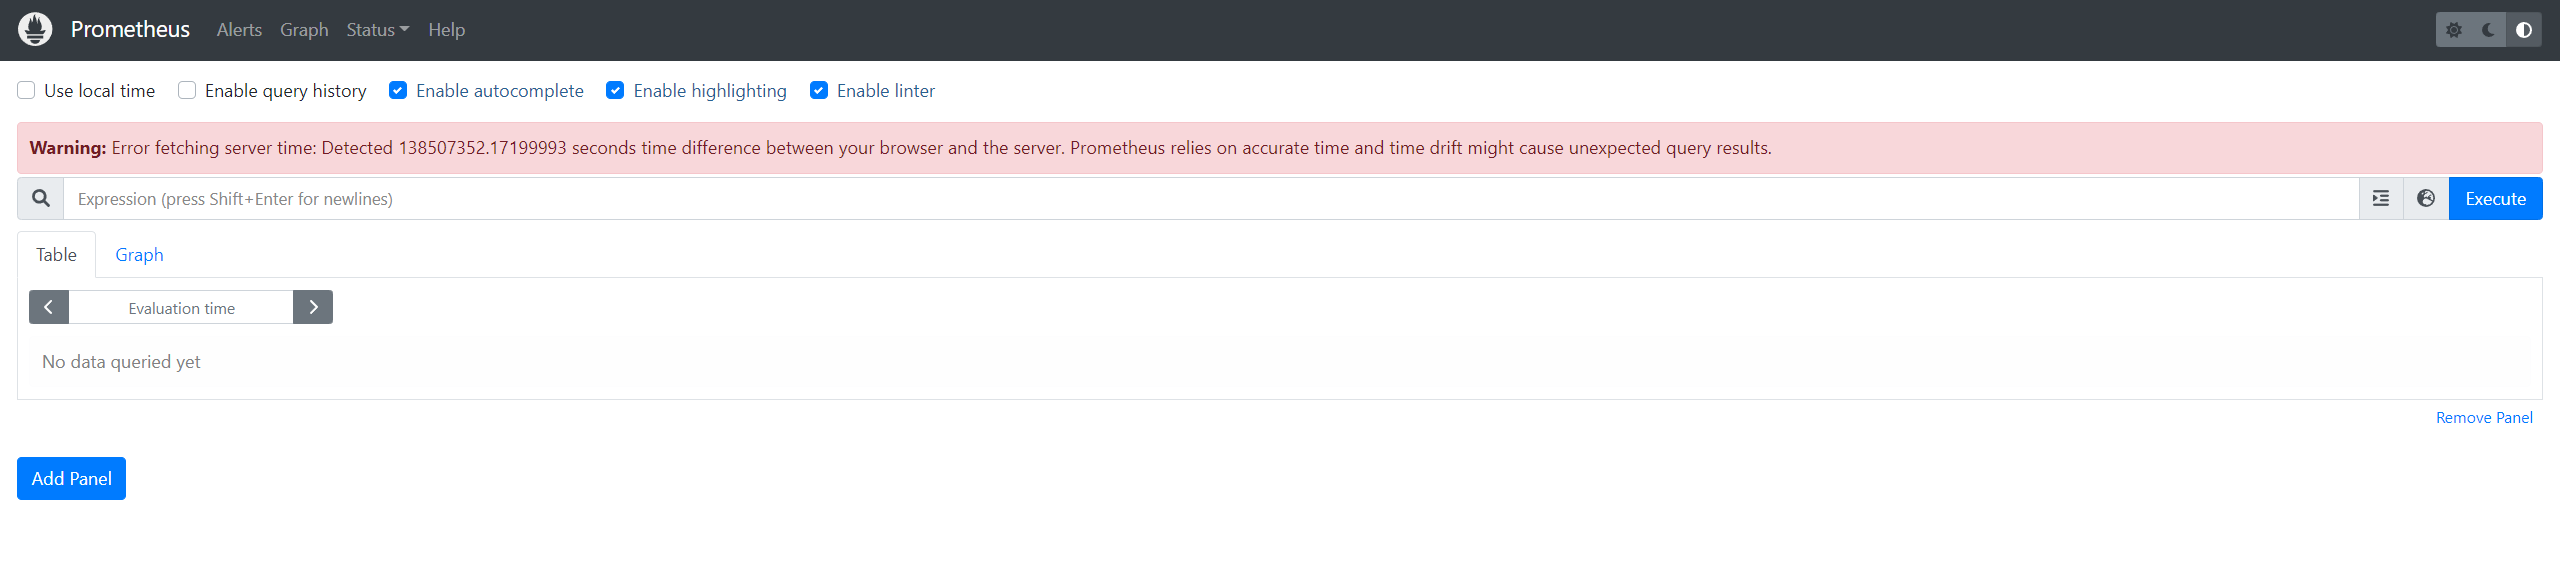 Prometheus Alerts Graph Status Help
Use local time Enable query history Enable autocomplete Enable highlighting Enable linter
Warning: Error fetching server time: Detected 138507352.17199993 seconds time difference between your browser and the server. Prometheus relies on accurate time and time drift might cause unexpected query results.
Expression (press Shift+Enter for newlines) Execute
Table Graph
Evaluation time
No data queried yet
Remove Panel
Add Panel